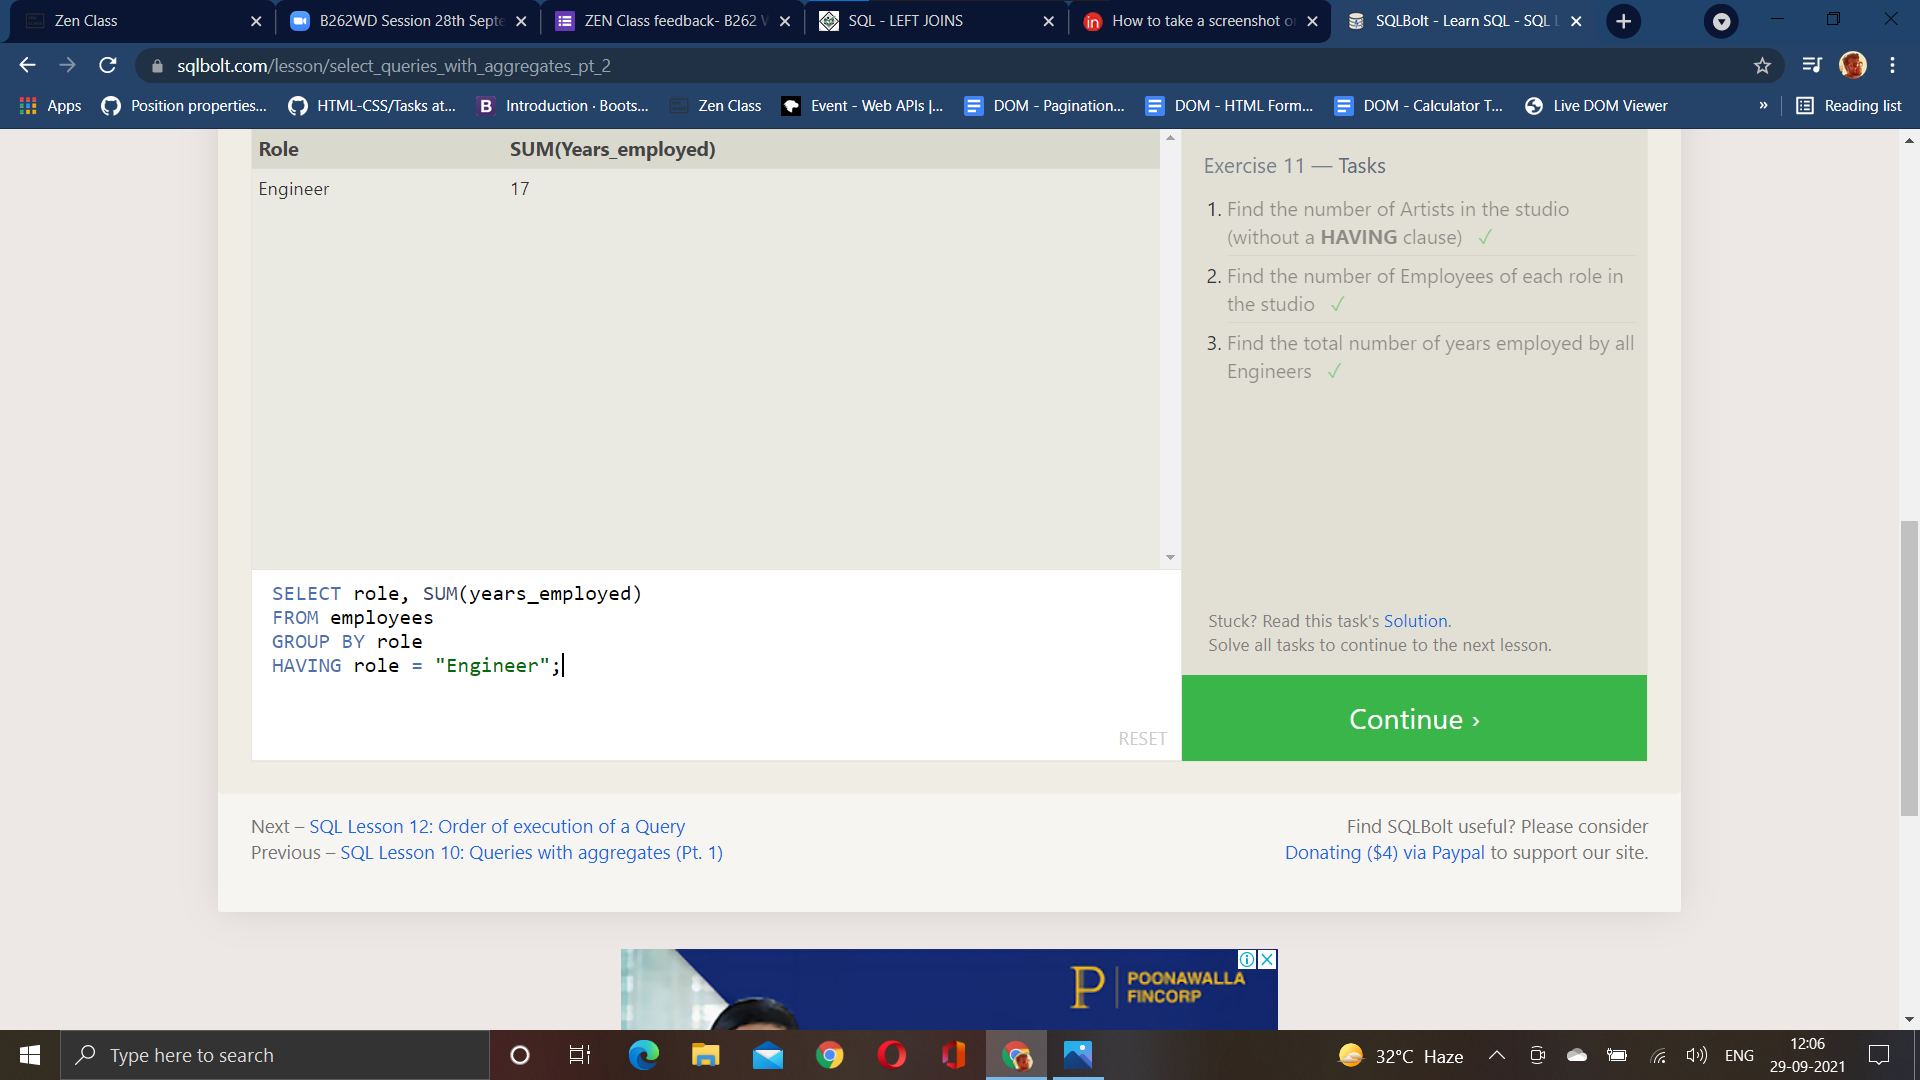 Zen Class
B262WD Session 28th Septe
ZEN Class feedback- B262 W
SQL - LEFT JOINS
How to take a screenshot o
SQLBolt - Learn SQL - SQL L
sqlbolt.com/lesson/select_queries_with_aggregates_pt_2
Apps
Position properties...
HTML-CSS/Tasks at...
Introduction · Boots...
Zen Class
Event - Web APIs |...
DOM - Pagination...
DOM - HTML Form...
DOM - Calculator T...
Live DOM Viewer
»
Reading list
Role SUM(Years_employed)
Engineer 17
Exercise 11 — Tasks
1. Find the number of Artists in the studio
(without a HAVING clause) ✓
2. Find the number of Employees of each role in
the studio ✓
3. Find the total number of years employed by all
Engineers ✓
SELECT role, SUM(years_employed)
FROM employees
GROUP BY role
HAVING role = "Engineer";
RESET
Stuck? Read this task's Solution.
Solve all tasks to continue to the next lesson.
Continue ›
Next – SQL Lesson 12: Order of execution of a Query
Previous – SQL Lesson 10: Queries with aggregates (Pt. 1)
Find SQLBolt useful? Please consider
Donating ($4) via Paypal to support our site.
POONAWALLA
FINCORP
Type here to search
32°C Haze
ENG
12:06
29-09-2021